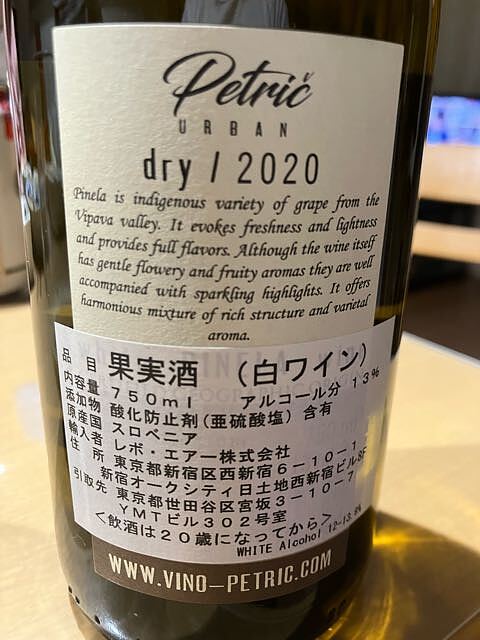 Petrič
URBAN
dry / 2020
Pinela is indigenous variety of grape from the
Vipava valley. It evokes freshness and lightness
and provides full flavors. Although the wine itself
has gentle flowery and fruity aromas they are well
accompanied with sparkling highlights. It offers
harmonious mixture of rich structure and varietal
aroma.
品 目 果実酒 （白ワイン）
内容量 750ml アルコール分 13%
添加物 酸化防止剤(亜硫酸塩) 含有
原産国 スロベニア
輸入者 レボ・エアー株式会社
住 所 東京都新宿区西新宿6－10－1
新宿オークシティ日土地西新宿ビル8F
引取先 東京都世田谷区宮坂3－10－7
YMTビル302号室
＜飲酒は20歳になってから＞
WHITE Alcohol 12-13.9%
WWW.VINO-PETRIC.COM